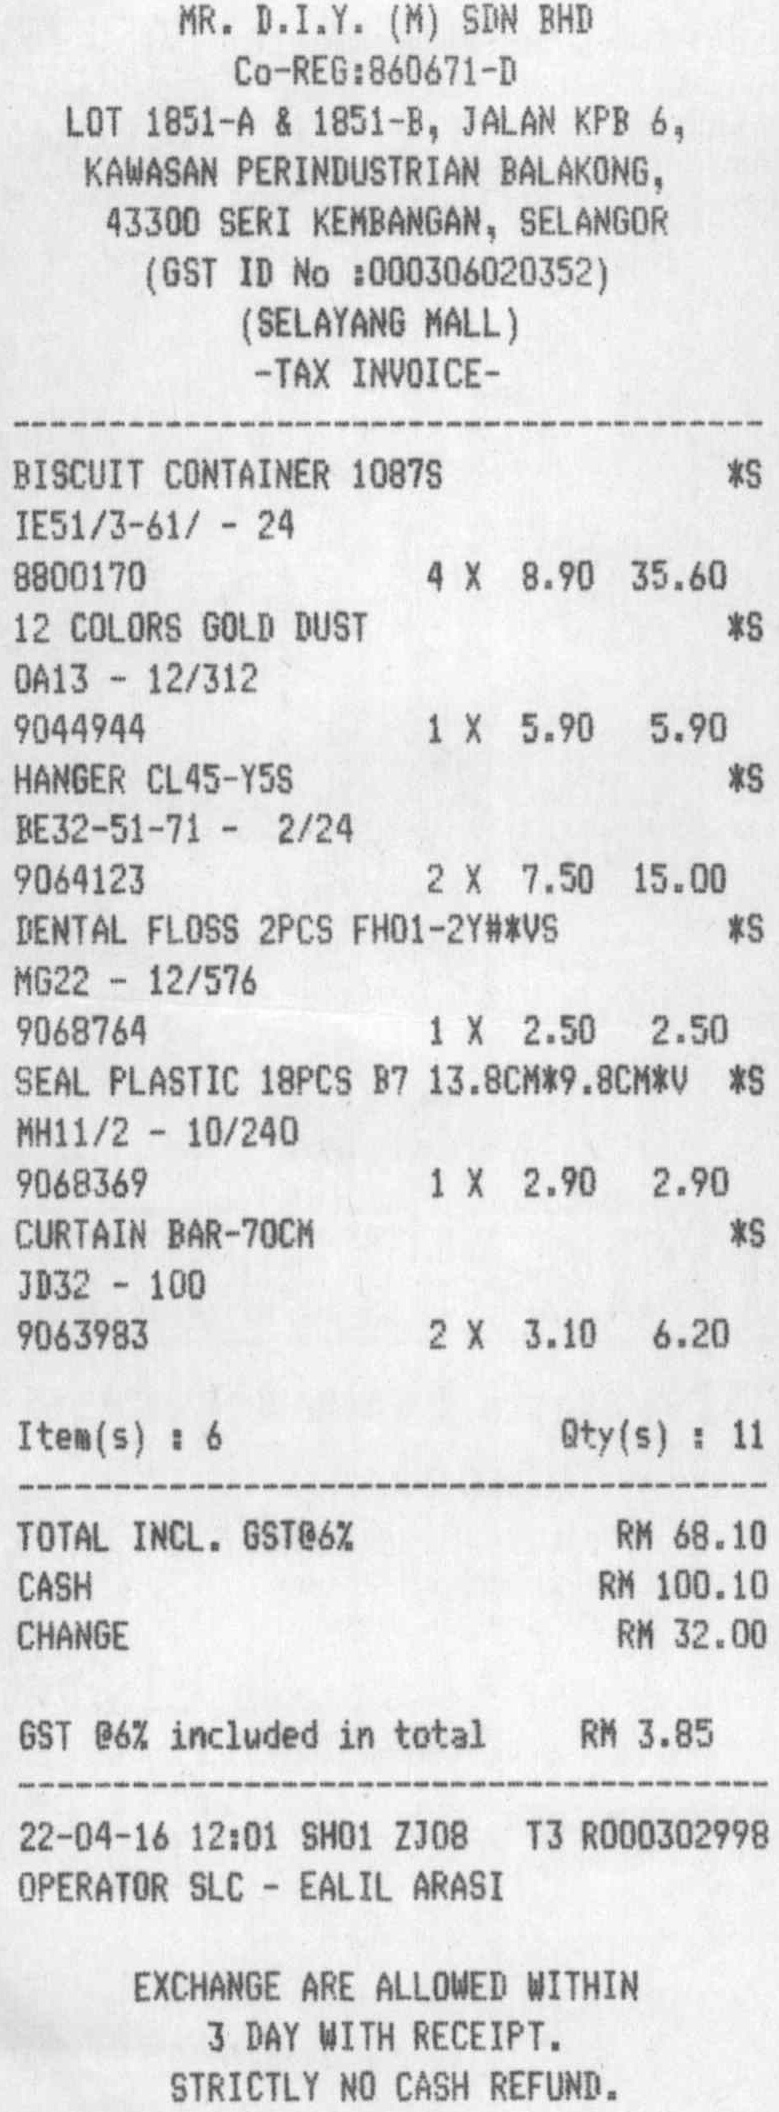 MR. D.I.Y. (M) SDN BHD
Co-REG:860671-D
LOT 1851-A & 1851-B, JALAN KPB 6,
KAWASAN PERINDUSTRIAN BALAKONG,
43300 SERI KEMBANGAN, SELANGOR
(GST ID No :000306020352)
(SELAYANG MALL)
-TAX INVOICE-
BISCUIT CONTAINER 1087S *S
IE51/3-61/ - 24
8800170 4 X 8.90 35.60
12 COLORS GOLD DUST *S
OA13 - 12/312
9044944 1 X 5.90 5.90
HANGER CL45-Y5S *S
BE32-51-71 - 2/24
9064123 2 X 7.50 15.00
DENTAL FLOSS 2PCS FH01-2Y#*VS *S
MG22 - 12/576
9068764 1 X 2.50 2.50
SEAL PLASTIC 18PCS B7 13.8CM*9.8CM*V *S
MH11/2 - 10/240
9068369 1 X 2.90 2.90
CURTAIN BAR-70CM *S
JD32 - 100
9063983 2 X 3.10 6.20
Item(s) : 6 Qty(s) : 11
TOTAL INCL. GST@6% RM 68.10
CASH RM 100.10
CHANGE RM 32.00
GST @6% included in total RM 3.85
22-04-16 12:01 SH01 ZJ08 T3 R000302998
OPERATOR SLC - EALIL ARASI
EXCHANGE ARE ALLOWED WITHIN
3 DAY WITH RECEIPT.
STRICTLY NO CASH REFUND.